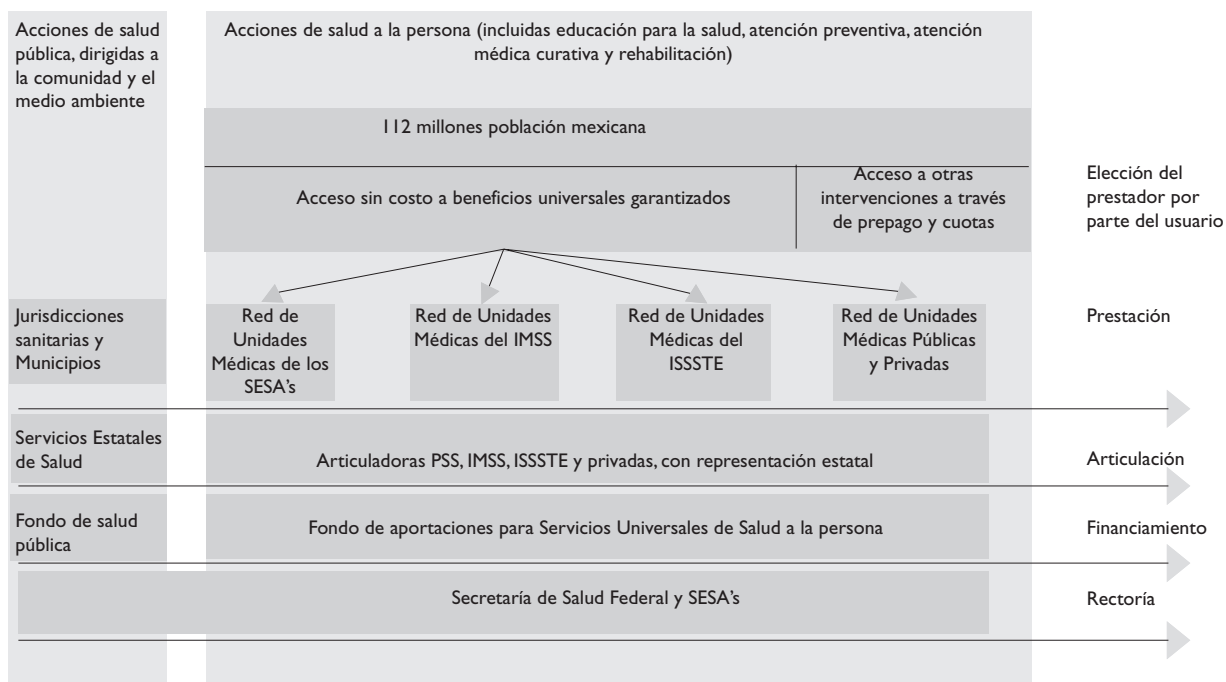 Acciones de salud
pública, dirigidas a
la comunidad y el
medio ambiente
Acciones de salud a la persona (incluidas educación para la salud, atención preventiva, atención
médica curativa y rehabilitación)
112 millones población mexicana
Acceso sin costo a beneficios universales garantizados
Acceso a otras
intervenciones a través
de prepago y cuotas
Elección del
prestador por
parte del usuario
Jurisdicciones
sanitarias y
Municipios
Red de
Unidades
Médicas de los
SESA’s
Red de Unidades
Médicas del IMSS
Red de Unidades
Médicas del
ISSSTE
Red de Unidades
Médicas Públicas
y Privadas
Prestación
Servicios Estatales
de Salud
Articuladoras PSS, IMSS, ISSSTE y privadas, con representación estatal
Articulación
Fondo de salud
pública
Fondo de aportaciones para Servicios Universales de Salud a la persona
Financiamiento
Secretaría de Salud Federal y SESA’s
Rectoría